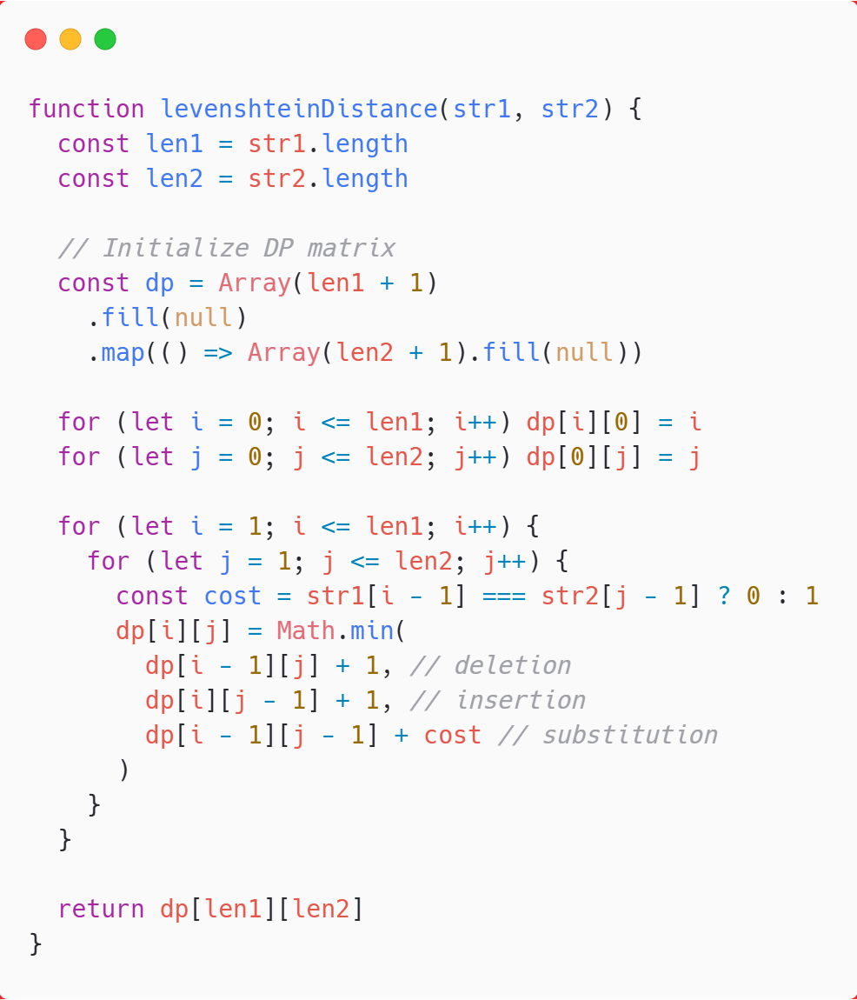 function levenshteinDistance(str1, str2) {
  const len1 = str1.length
  const len2 = str2.length

  // Initialize DP matrix
  const dp = Array(len1 + 1)
    .fill(null)
    .map(() => Array(len2 + 1).fill(null))

  for (let i = 0; i <= len1; i++) dp[i][0] = i
  for (let j = 0; j <= len2; j++) dp[0][j] = j

  for (let i = 1; i <= len1; i++) {
    for (let j = 1; j <= len2; j++) {
      const cost = str1[i - 1] === str2[j - 1] ? 0 : 1
      dp[i][j] = Math.min(
        dp[i - 1][j] + 1, // deletion
        dp[i][j - 1] + 1, // insertion
        dp[i - 1][j - 1] + cost // substitution
      )
    }
  }

  return dp[len1][len2]
}